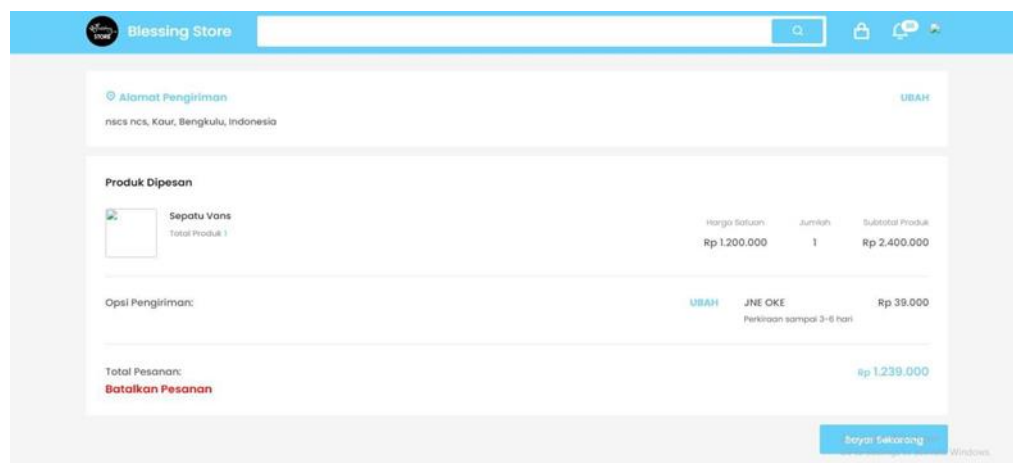 Blessing Store
Alamat Pengiriman
UBAH
nscs ncs, Kaur, Bengkulu, Indonesia
Produk Dipesan
Sepatu Vans
Total Produk 1
Harga Satuan Jumlah Subtotal Produk
Rp 1.200.000 1 Rp 2.400.000
Opsi Pengiriman: UBAH JNE OKE Rp 39.000
Perkiraan sampai 3-6 hari
Total Pesanan: Rp 1.239.000
Batalkan Pesanan
Bayar Sekarang
Windows.